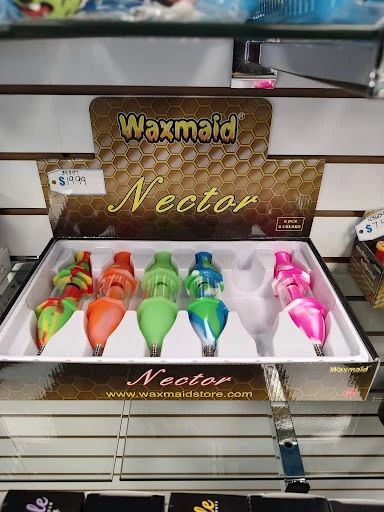 Waxmaid®
$19.99
Nector
6 PCS
6 COLORS
Nector
Waxmaid
www.waxmaidstore.com